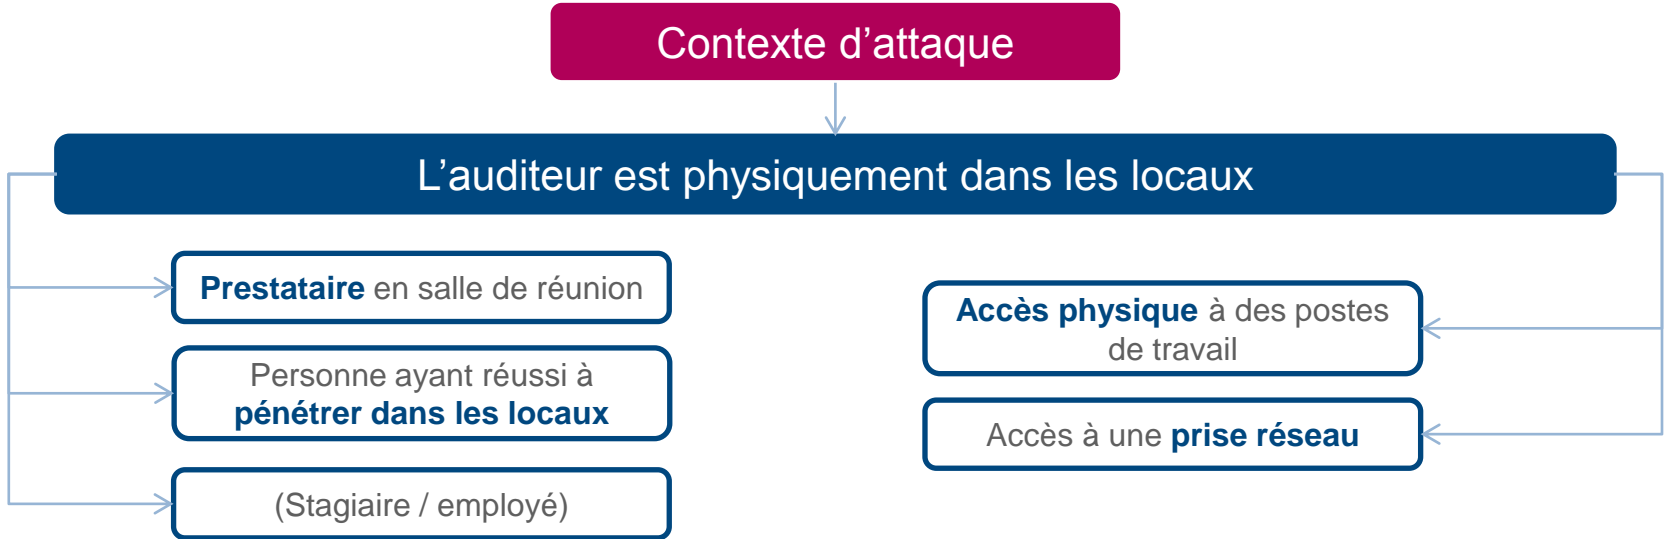 Contexte d’attaque
L’auditeur est physiquement dans les locaux
Prestataire en salle de réunion
Personne ayant réussi à
pénétrer dans les locaux
(Stagiaire / employé)
Accès physique à des postes
de travail
Accès à une prise réseau